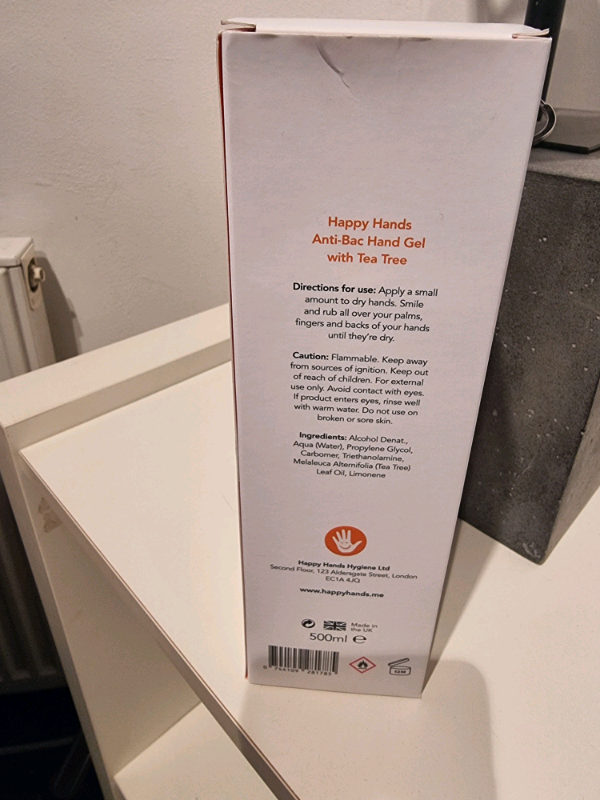 Happy Hands
Anti-Bac Hand Gel
with Tea Tree
Directions for use: Apply a small
amount to dry hands. Smile
and rub all over your palms,
fingers and backs of your hands
until they're dry.
Caution: Flammable. Keep away
from sources of ignition. Keep out
of reach of children. For external
use only. Avoid contact with eyes.
If product enters eyes, rinse well
with warm water. Do not use on
broken or sore skin.
Ingredients: Alcohol Denat.,
Aqua (Water), Propylene Glycol,
Carbomer, Triethanolamine,
Melaleuca Alternifolia (Tea Tree)
Leaf Oil, Limonene
Happy Hands Hygiene Ltd
Second Floor, 123 Aldersgate Street, London
EC1A 4JQ
www.happyhands.me
Made in
the UK
500ml e
12M